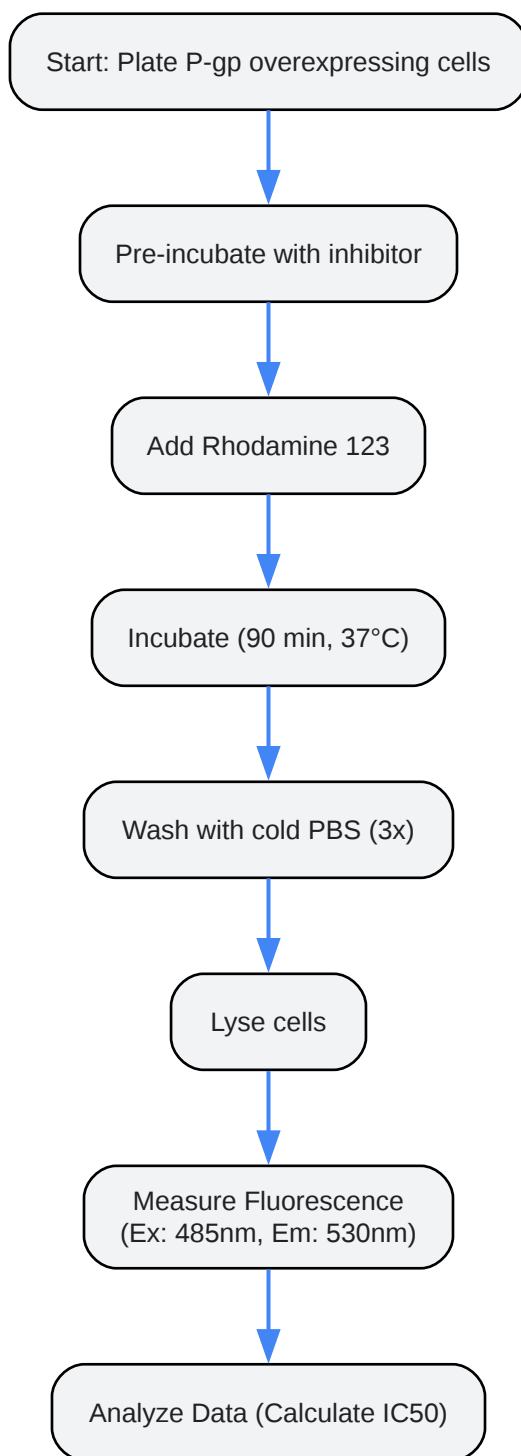 Start: Plate P-gp overexpressing cells
Pre-incubate with inhibitor
Add Rhodamine 123
Incubate (90 min, 37°C)
Wash with cold PBS (3x)
Lyse cells
Measure Fluorescence
(Ex: 485nm, Em: 530nm)
Analyze Data (Calculate IC50)